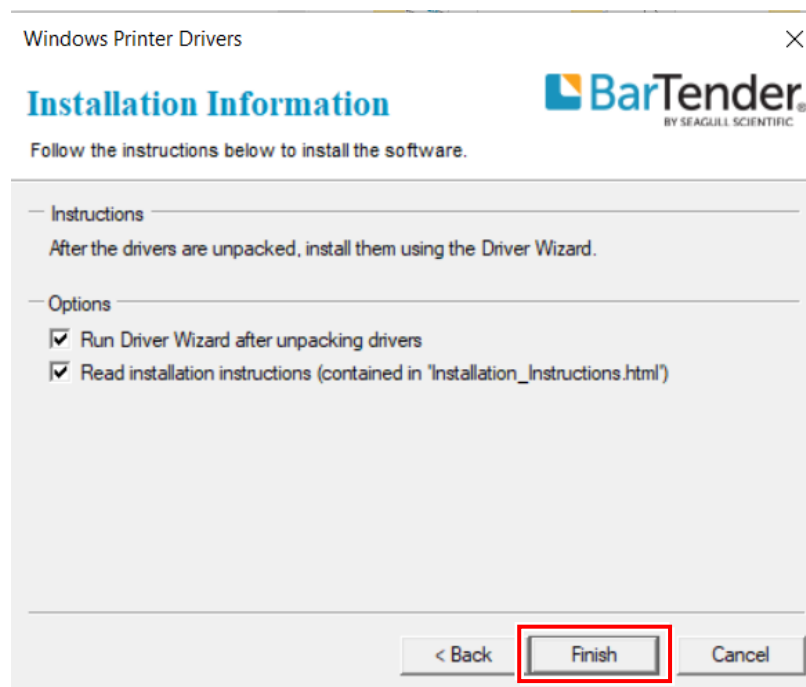 Windows Printer Drivers
Installation Information
BarTender®
BY SEAGULL SCIENTIFIC
Follow the instructions below to install the software.
Instructions
After the drivers are unpacked, install them using the Driver Wizard.
Options
Run Driver Wizard after unpacking drivers
Read installation instructions (contained in 'Installation_Instructions.html')
< Back Finish Cancel